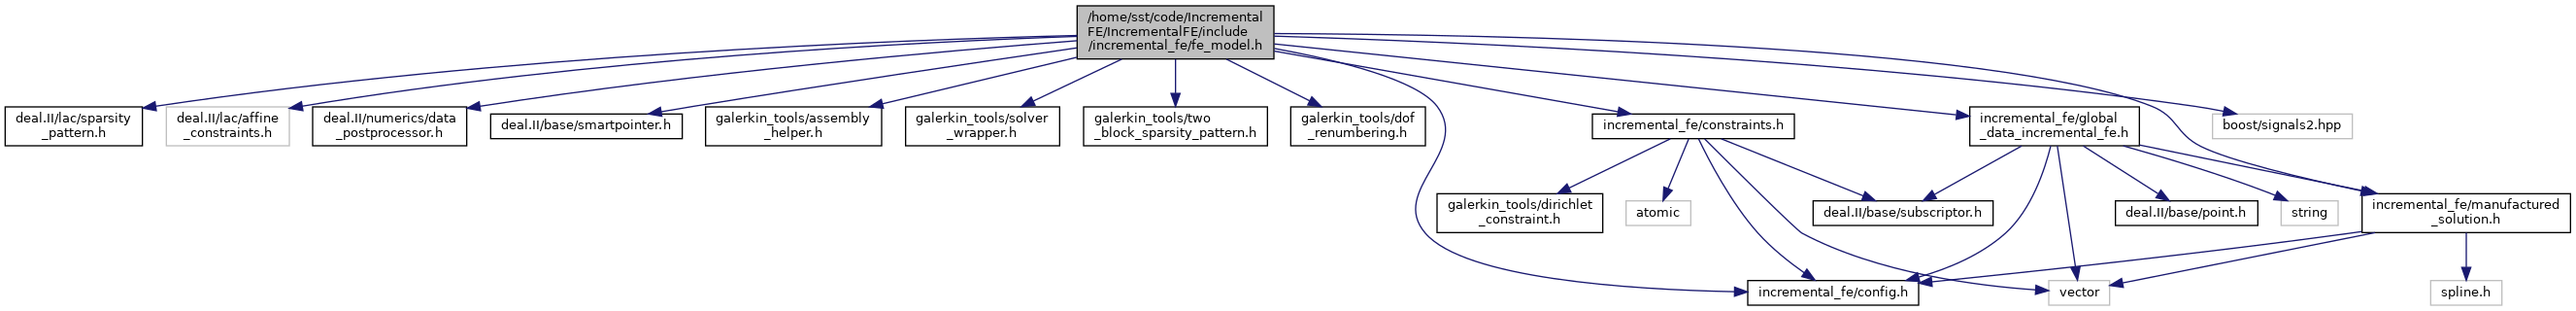 /home/sst/code/Incremental
FE/IncrementalFE/include
/incremental_fe/fe_model.h
deal.II/lac/sparsity
_pattern.h
deal.II/lac/affine
_constraints.h
deal.II/numerics/data
_postprocessor.h
deal.II/base/smartpointer.h
galerkin_tools/assembly
_helper.h
galerkin_tools/solver
_wrapper.h
galerkin_tools/two
_block_sparsity_pattern.h
galerkin_tools/dof
_renumbering.h
incremental_fe/constraints.h
incremental_fe/global
_data_incremental_fe.h
boost/signals2.hpp
galerkin_tools/dirichlet
_constraint.h
atomic
deal.II/base/subscriptor.h
deal.II/base/point.h
string
incremental_fe/manufactured
_solution.h
incremental_fe/config.h
vector
spline.h